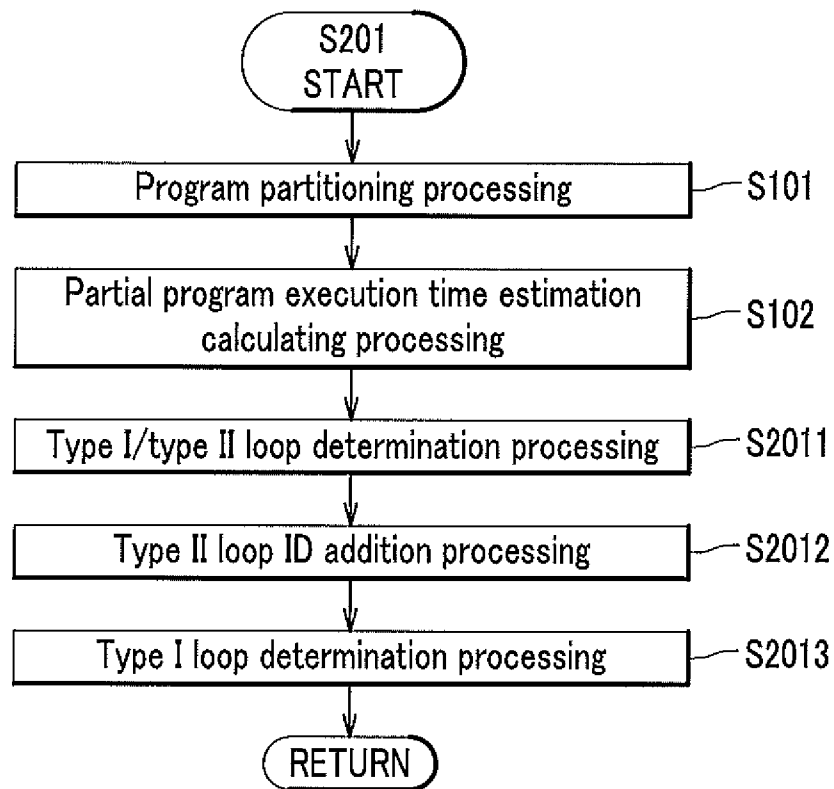 S201
START
Program partitioning processing
S101
Partial program execution time estimation
calculating processing
S102
Type I/type II loop determination processing
S2011
Type II loop ID addition processing
S2012
Type I loop determination processing
S2013
RETURN